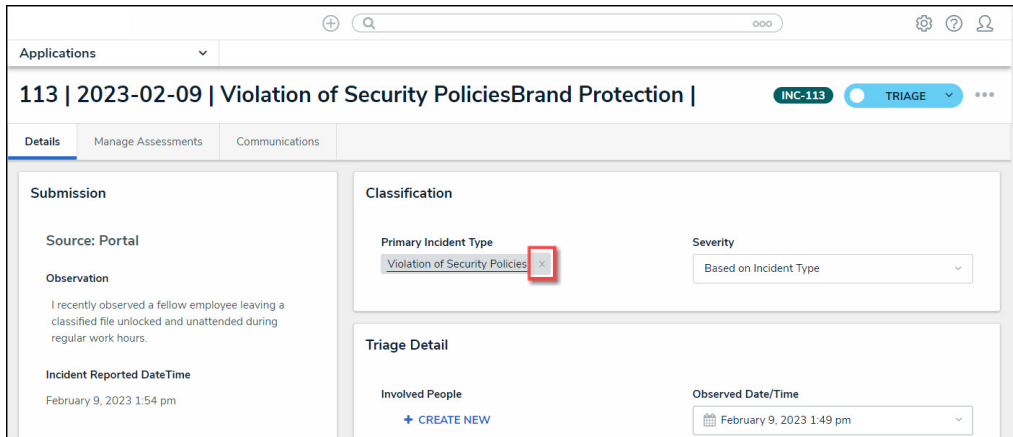 Applications
113 | 2023-02-09 | Violation of Security PoliciesBrand Protection |
INC-113
TRIAGE
Details
Manage Assessments
Communications
Submission
Source: Portal
Observation
I recently observed a fellow employee leaving a
classified file unlocked and unattended during
regular work hours.
Incident Reported DateTime
February 9, 2023 1:54 pm
Classification
Primary Incident Type
Violation of Security Policies ×
Severity
Based on Incident Type
Triage Detail
Involved People
+ CREATE NEW
Observed Date/Time
February 9, 2023 1:49 pm